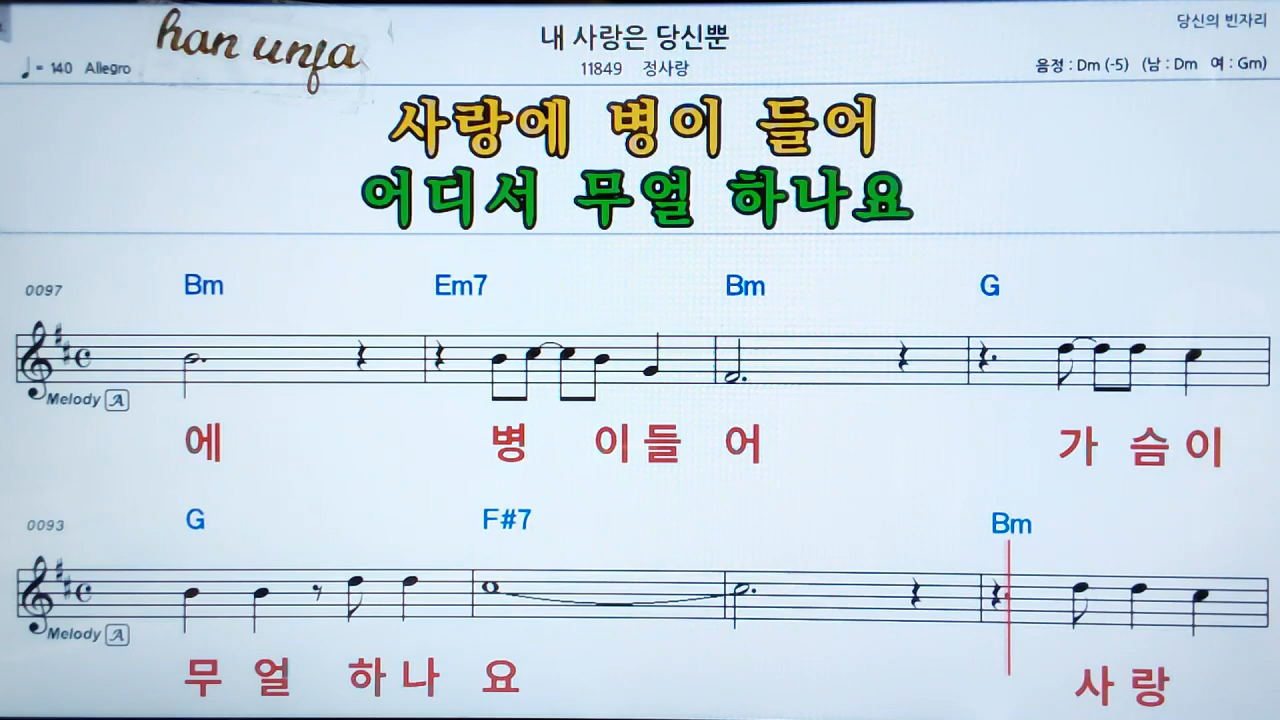 han unja
내 사랑은 당신뿐
당신의 빈자리
♩= 140 Allegro
11849 정사랑
음정 : Dm (-5) (남 : Dm 여 : Gm)
사랑에 병이 들어
어디서 무얼 하나요
0097 Bm Em7 Bm G
Melody A
에 병 이 들 어 가 슴 이
0093 G F#7 Bm
Melody A
무 얼 하 나 요 사 랑